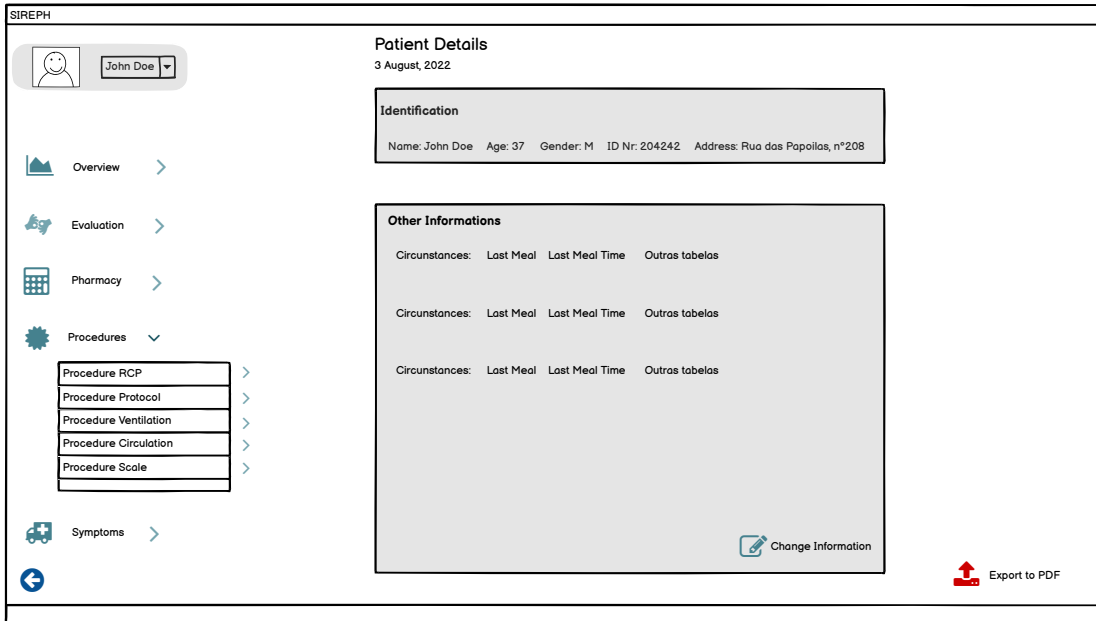 SIREPH
John Doe
Overview
Evaluation
Pharmacy
Procedures
Procedure RCP
Procedure Protocol
Procedure Ventilation
Procedure Circulation
Procedure Scale
Symptoms
Patient Details
3 August, 2022
Identification
Name: John Doe Age: 37 Gender: M ID Nr: 204242 Address: Rua das Papoilas, nº208
Other Informations
Circunstances: Last Meal Last Meal Time Outras tabelas
Circunstances: Last Meal Last Meal Time Outras tabelas
Circunstances: Last Meal Last Meal Time Outras tabelas
Change Information
Export to PDF